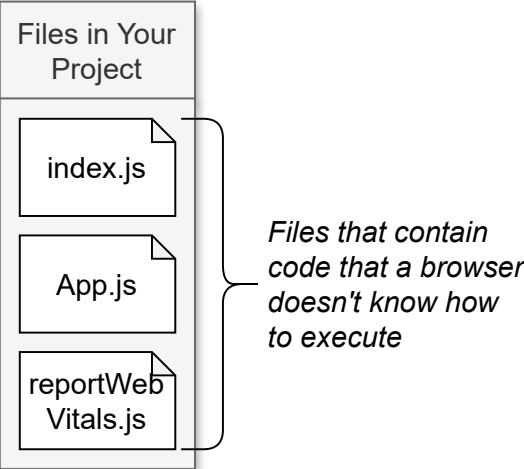 Files in Your
Project
index.js
App.js
reportWeb
Vitals.js
Files that contain
code that a browser
doesn't know how
to execute